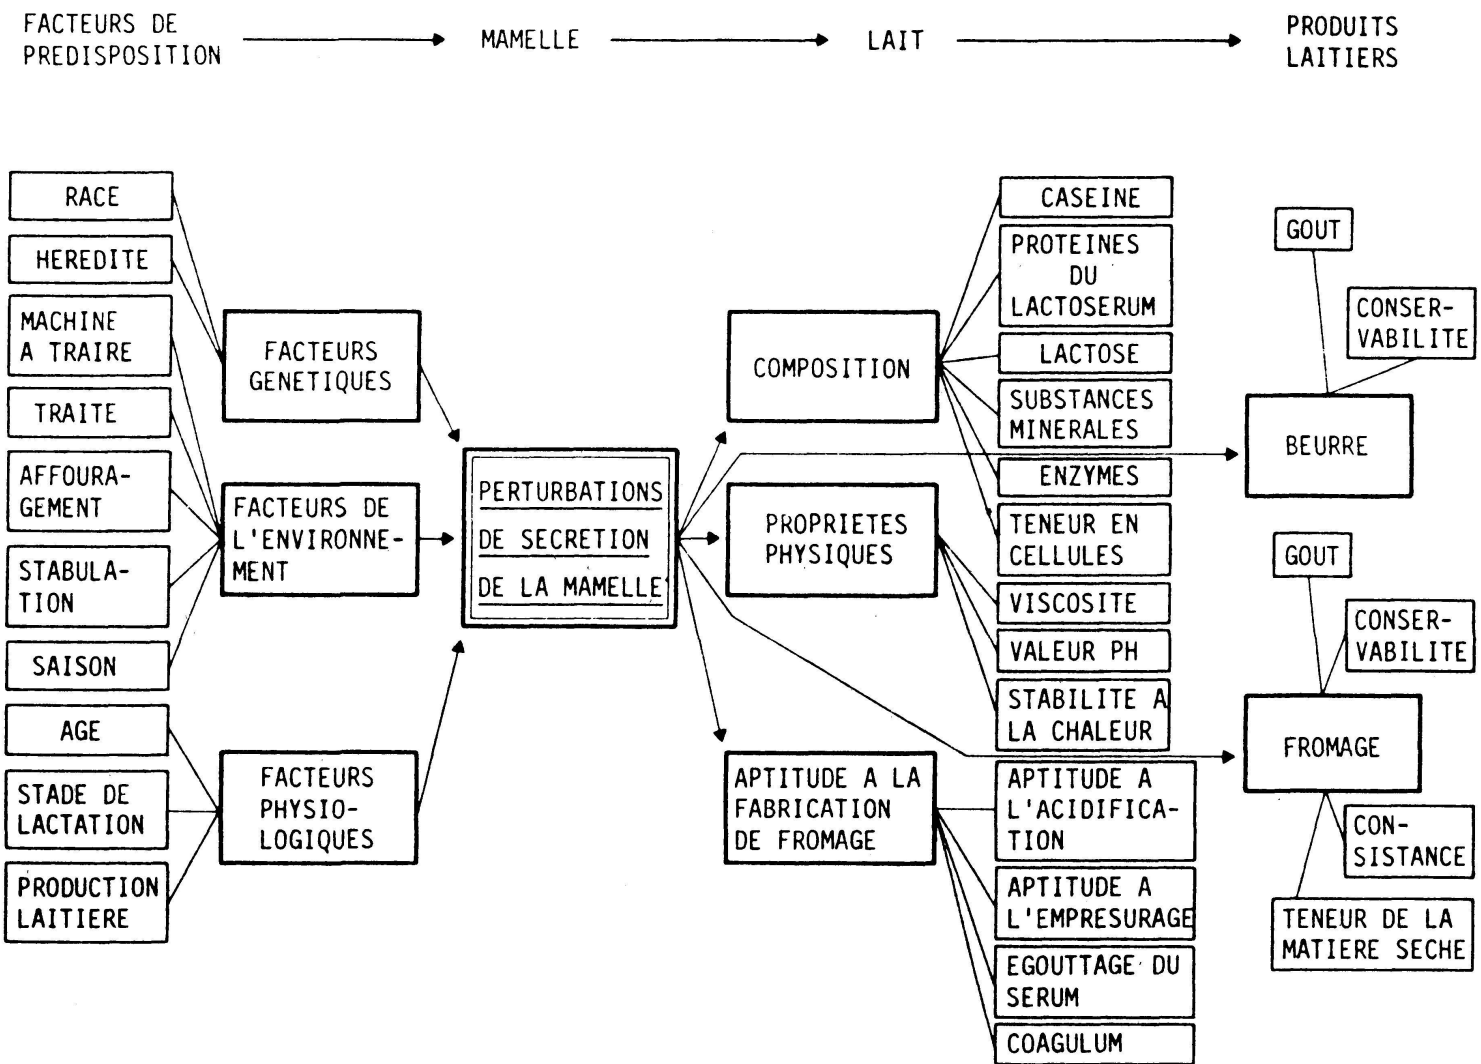 FACTEURS DE
PREDISPOSITION
MAMELLE
LAIT
PRODUITS
LAITIERS
RACE
HEREDITE
MACHINE
A TRAIRE
TRAITE
AFFOURA-
GEMENT
STABULA-
TION
SAISON
AGE
STADE DE
LACTATION
PRODUCTION
LAITIERE
FACTEURS
GENETIQUES
FACTEURS DE
L'ENVIRONNE-
MENT
FACTEURS
PHYSIO-
LOGIQUES
PERTURBATIONS
DE SECRETION
DE LA MAMELLE
COMPOSITION
PROPRIETES
PHYSIQUES
APTITUDE A LA
FABRICATION
DE FROMAGE
CASEINE
PROTEINES
DU
LACTOSERUM
LACTOSE
SUBSTANCES
MINERALES
ENZYMES
TENEUR EN
CELLULES
VISCOSITE
VALEUR PH
STABILITE A
LA CHALEUR
APTITUDE A
L'ACIDIFICA-
TION
APTITUDE A
L'EMPRESURAGE
EGOUTTAGE DU
SERUM
COAGULUM
GOUT
CONSER-
VABILITE
BEURRE
GOUT
CONSER-
VABILITE
FROMAGE
CON-
SISTANCE
TENEUR DE LA
MATIERE SECHE